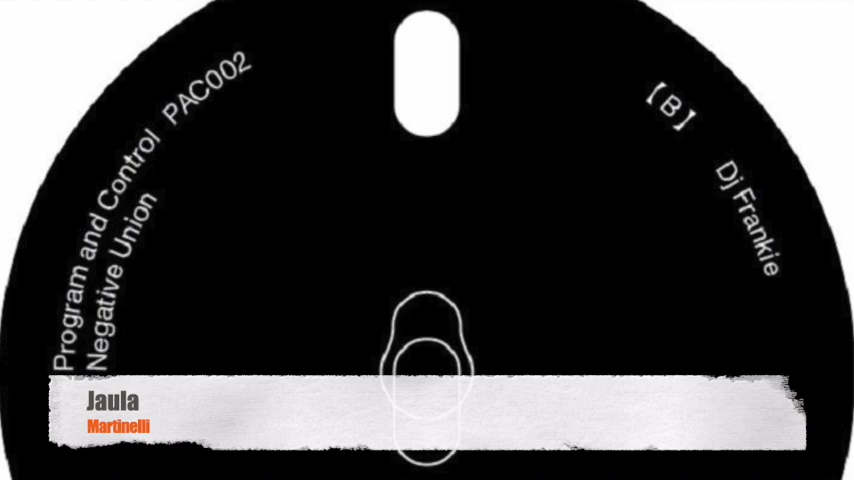 Program and Control PAC002
Negative Union
【B】
Dj Frankie
Jaula
Martinelli